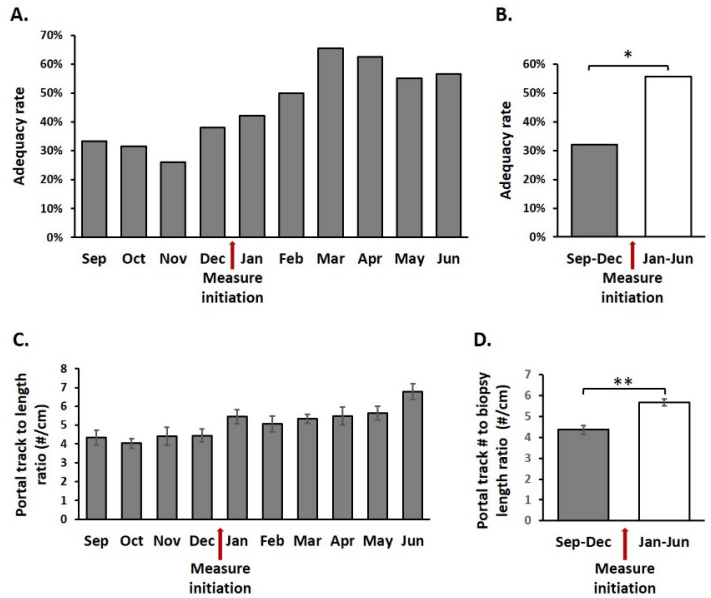 A.
Adequacy rate
70%
60%
50%
40%
30%
20%
10%
0%
Sep Oct Nov Dec Jan Feb Mar Apr May Jun
Measure
initiation
B.
Adequacy rate
60%
50%
40%
30%
20%
10%
0%
*
Sep-Dec Jan-Jun
Measure
initiation
C.
Portal track to length
ratio (#/cm)
8
7
6
5
4
3
2
1
0
Sep Oct Nov Dec Jan Feb Mar Apr May Jun
Measure
initiation
D.
Portal track # to biopsy
length ratio (#/cm)
7
6
5
4
3
2
1
0
**
Sep-Dec Jan-Jun
Measure
initiation